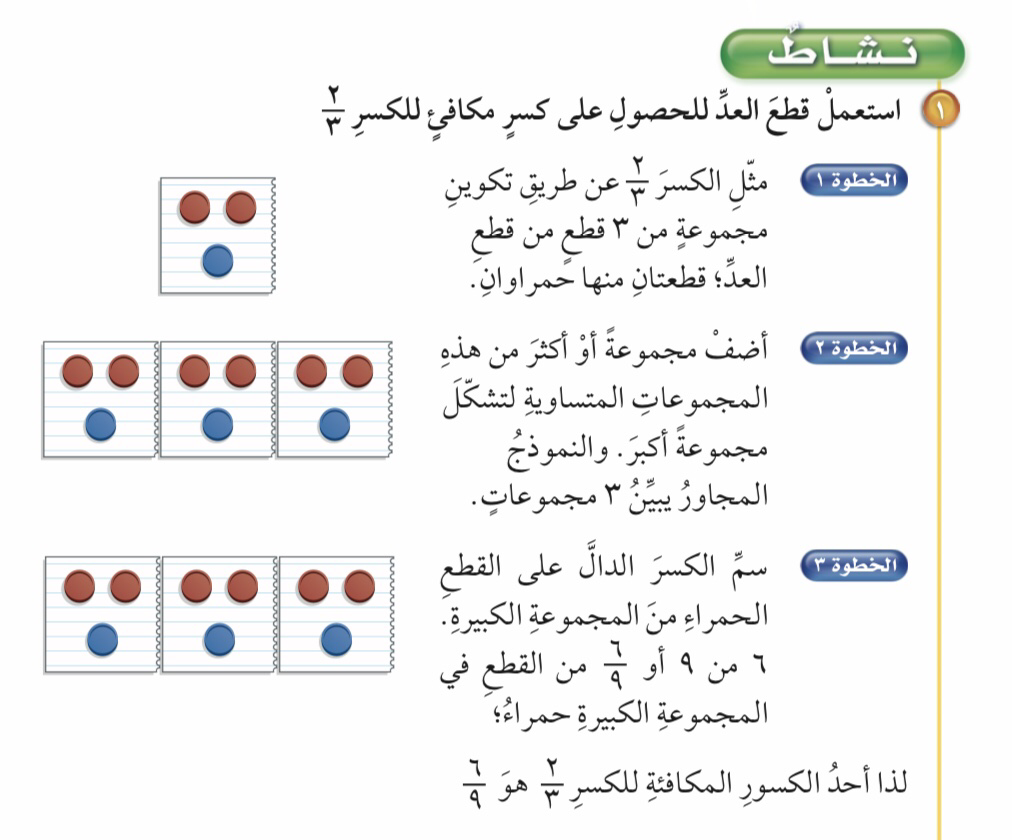 نـشـاطٌ
١ استعملْ قطعَ العدِّ للحصولِ على كسرٍ مكافئٍ للكسرِ ٢/٣
الخطوة ١ مثّلِ الكسرَ ٢/٣ عن طريقِ تكوينِ
مجموعةٍ من ٣ قطعٍ من قطعِ
العدِّ؛ قطعتانِ منها حمراوانِ.
الخطوة ٢ أضفْ مجموعةً أوْ أكثرَ من هذهِ
المجموعاتِ المتساويةِ لتشكّلَ
مجموعةً أكبرَ. والنموذجُ
المجاورُ يبيِّنُ ٣ مجموعاتٍ.
الخطوة ٣ سمِّ الكسرَ الدالَّ على القطعِ
الحمراءِ منَ المجموعةِ الكبيرةِ.
٦ من ٩ أو ٦/٩ من القطعِ في
المجموعةِ الكبيرةِ حمراءُ؛
لذا أحدُ الكسورِ المكافئةِ للكسرِ ٢/٣ هوَ ٦/٩